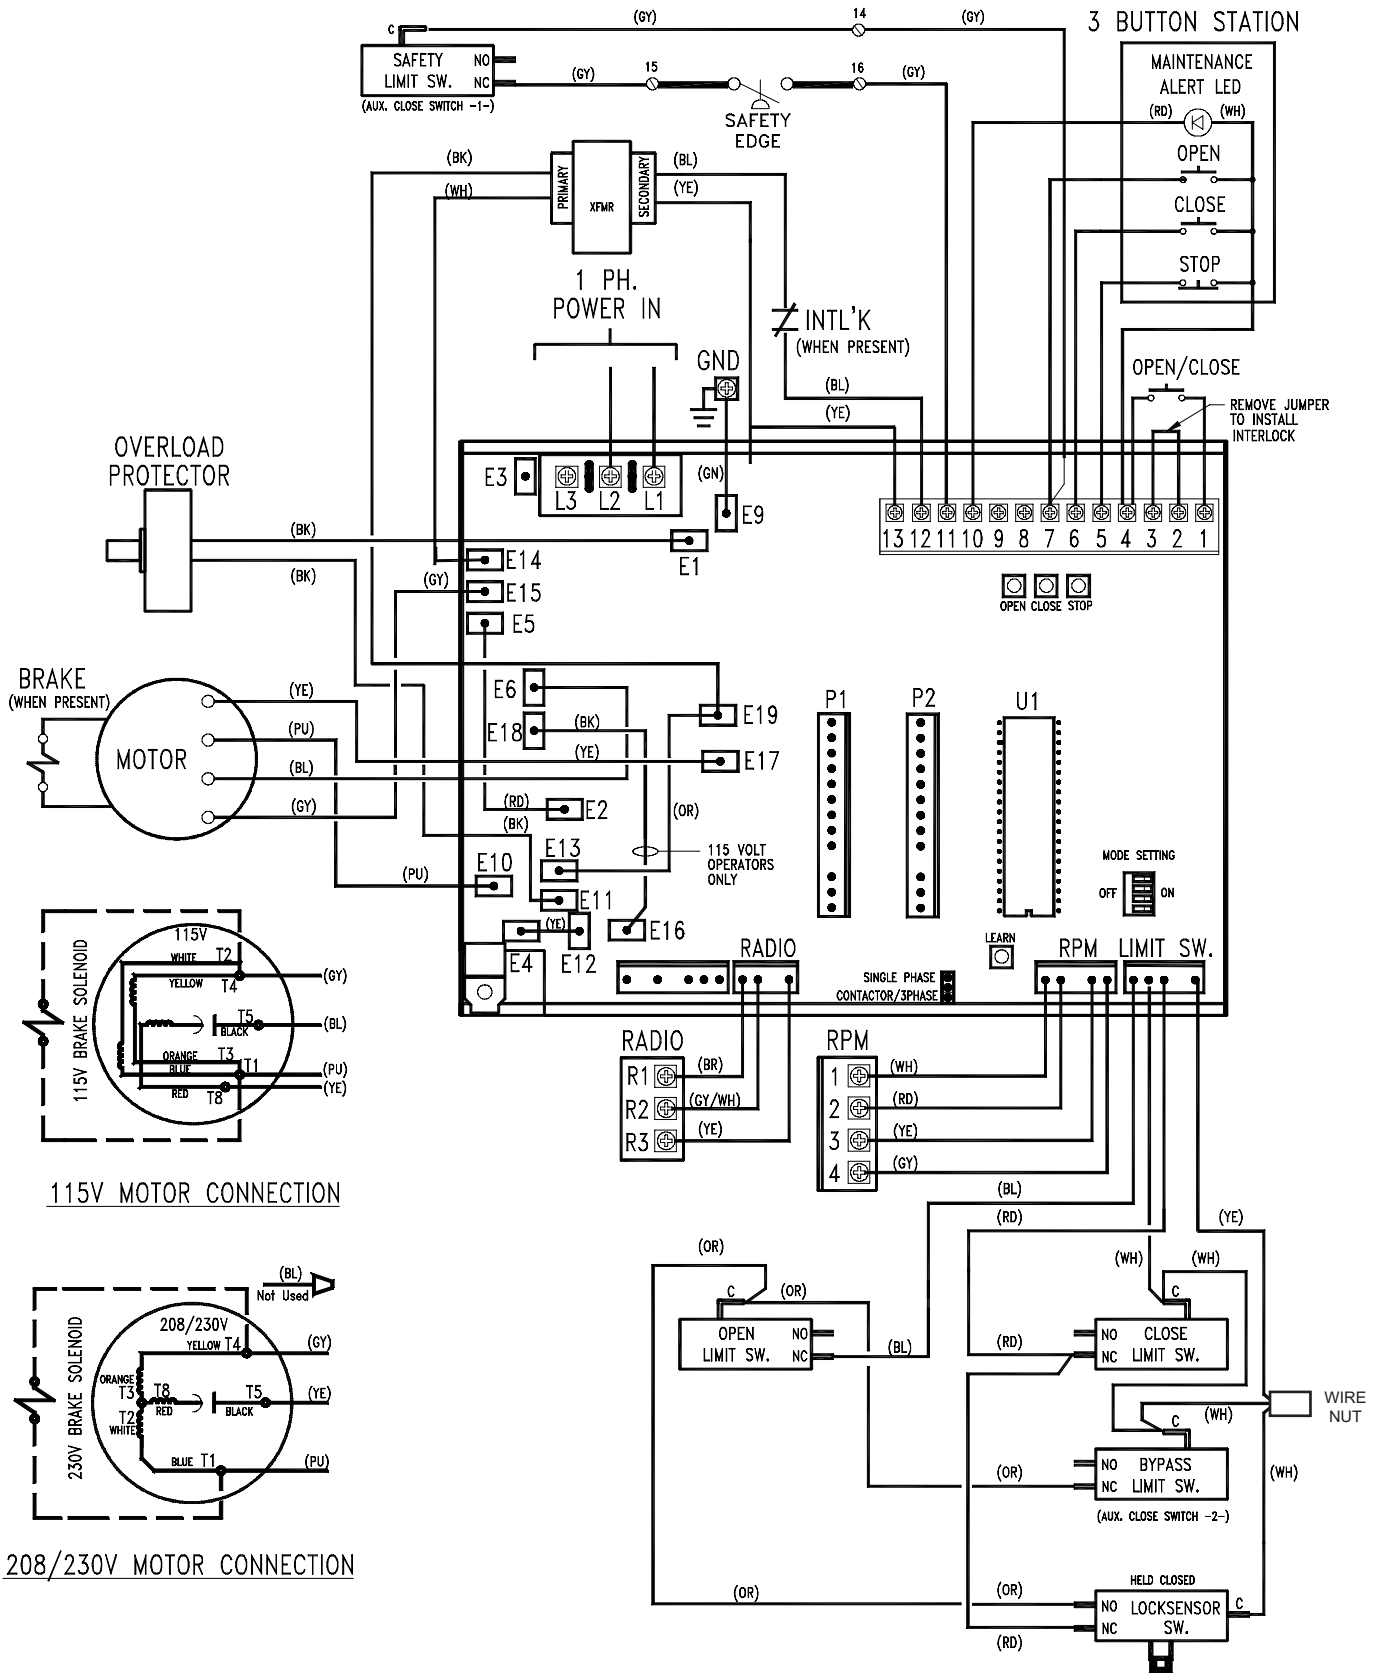 (GY)
14
(GY)
3 BUTTON STATION
C
SAFETY
LIMIT SW.
NO
NC
(AUX. CLOSE SWITCH -1-)
(GY)
15
16
(GY)
SAFETY
EDGE
MAINTENANCE
ALERT LED
(RD)
(WH)
OPEN
CLOSE
STOP
(BK)
(WH)
PRIMARY
XFMR
SECONDARY
(BL)
(YE)
1 PH.
POWER IN
INTL'K
(WHEN PRESENT)
GND
(BL)
(YE)
OPEN/CLOSE
REMOVE JUMPER
TO INSTALL
INTERLOCK
OVERLOAD
PROTECTOR
E3
L3
L2
L1
(GN)
E9
13 12 11 10 9 8 7 6 5 4 3 2 1
(BK)
E1
(BK)
E14
(GY)
E15
E5
OPEN CLOSE STOP
BRAKE
(WHEN PRESENT)
MOTOR
(YE)
(PU)
(BL)
(GY)
E6
E18
(BK)
(YE)
E19
E17
P1
P2
U1
(RD)
(BK)
E2
(OR)
E13
115 VOLT
OPERATORS
ONLY
MODE SETTING
OFF
ON
(PU)
E10
E11
(YE)
E4
E12
E16
LEARN
RADIO
SINGLE PHASE
CONTACTOR/3PHASE
RPM
LIMIT SW.
115V BRAKE SOLENOID
115V
WHITE
T2
YELLOW
T4
(GY)
T5
BLACK
(BL)
ORANGE
T3
BLUE
T1
(PU)
RED
T8
(YE)
115V MOTOR CONNECTION
RADIO
R1
(BR)
R2
(GY/WH)
R3
(YE)
RPM
1
(WH)
2
(RD)
3
(YE)
4
(GY)
(BL)
(RD)
(YE)
(OR)
C
(OR)
OPEN
LIMIT SW.
NO
NC
(BL)
(WH)
(WH)
C
(RD)
NO
NC
CLOSE
LIMIT SW.
WIRE
NUT
(WH)
C
(OR)
NO
NC
BYPASS
LIMIT SW.
(AUX. CLOSE SWITCH -2-)
(WH)
HELD CLOSED
(OR)
(OR)
NO
NC
LOCKSENSOR
SW.
C
(RD)
(BL)
Not Used
230V BRAKE SOLENOID
208/230V
YELLOW
T4
(GY)
ORANGE
T3
T8
RED
T5
BLACK
(YE)
T2
WHITE
BLUE
T1
(PU)
208/230V MOTOR CONNECTION